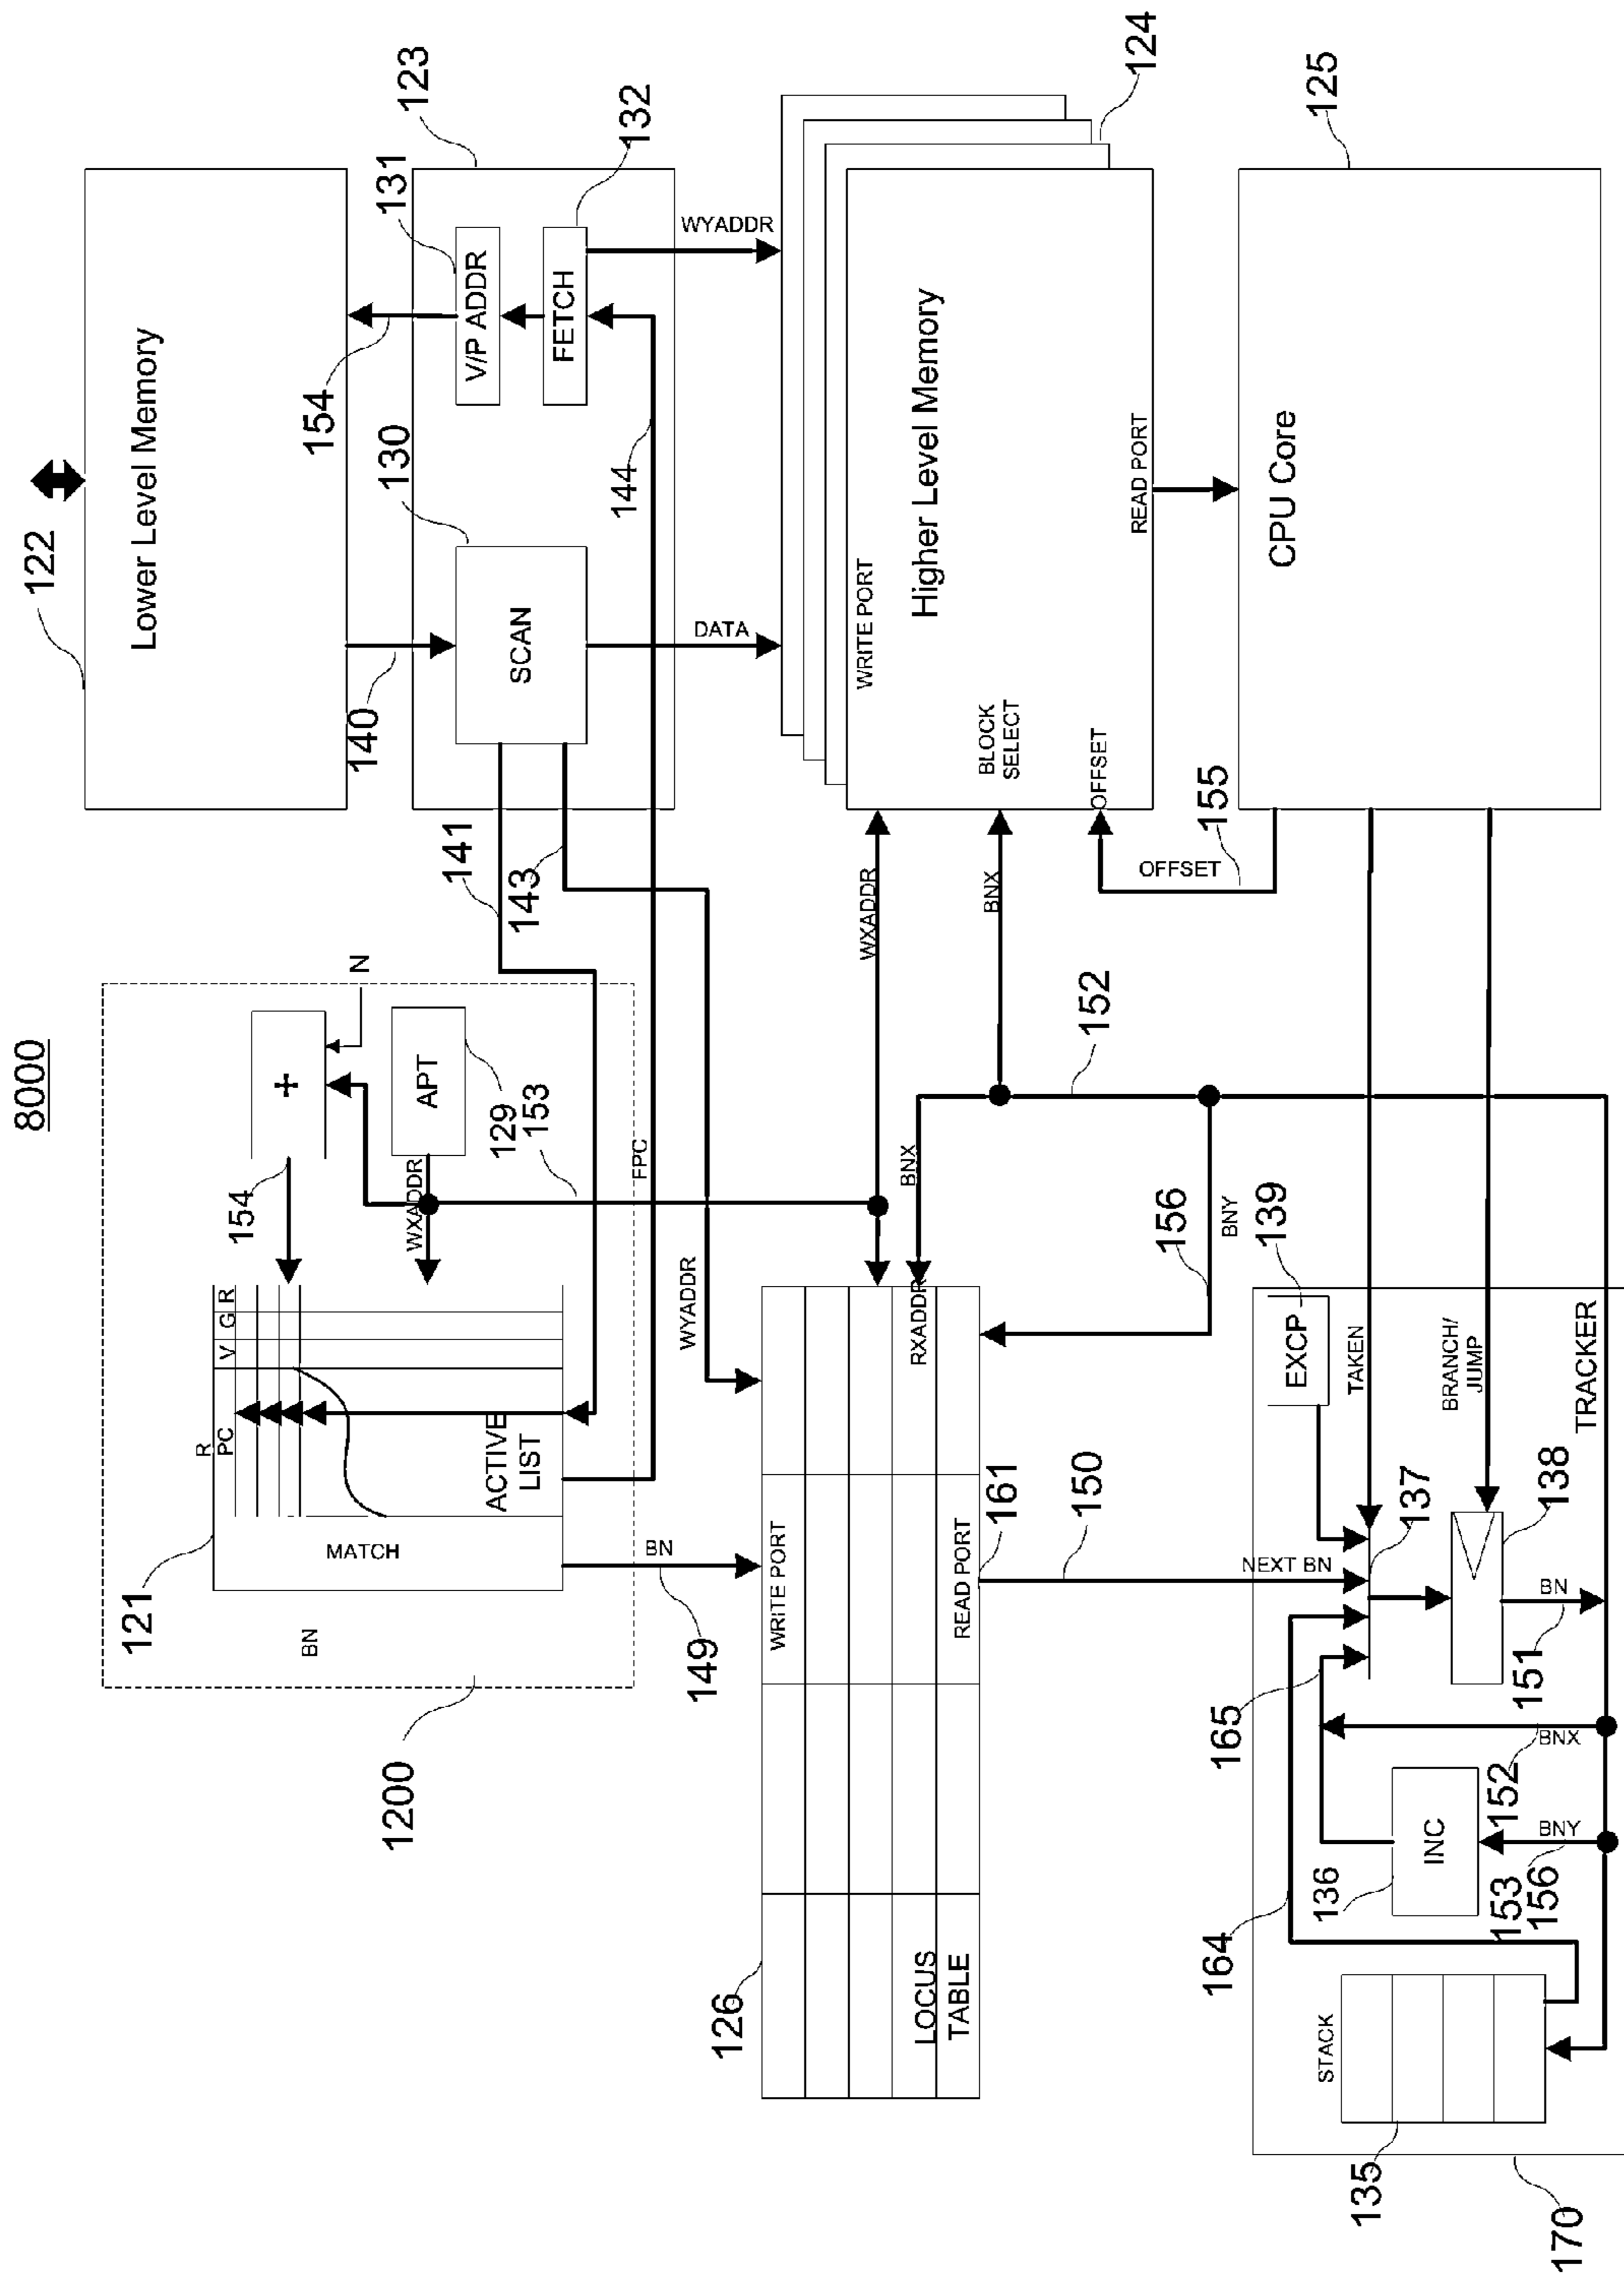 8000
122
Lower Level Memory
140
154
123
130
SCAN
131
V/P ADDR
132
FETCH
144
141
143
DATA
WYADDR
124
WRITE PORT
Higher Level Memory
BLOCK
SELECT
OFFSET
READ PORT
WXADDR
BNX
OFFSET
155
125
CPU Core
1200
121
BN
MATCH
R
PC
V
G
R
ACTIVE
LIST
154
+
N
APT
129
153
WXADDR
FPC
BN
149
WYADDR
126
WRITE PORT
LOCUS
TABLE
READ PORT
161
RXADDR
BNX
152
156
BNY
150
NEXT BN
170
135
STACK
164
165
136
INC
153
156
BNY
152
BNX
151
BN
137
138
139
EXCP
TAKEN
BRANCH/
JUMP
TRACKER